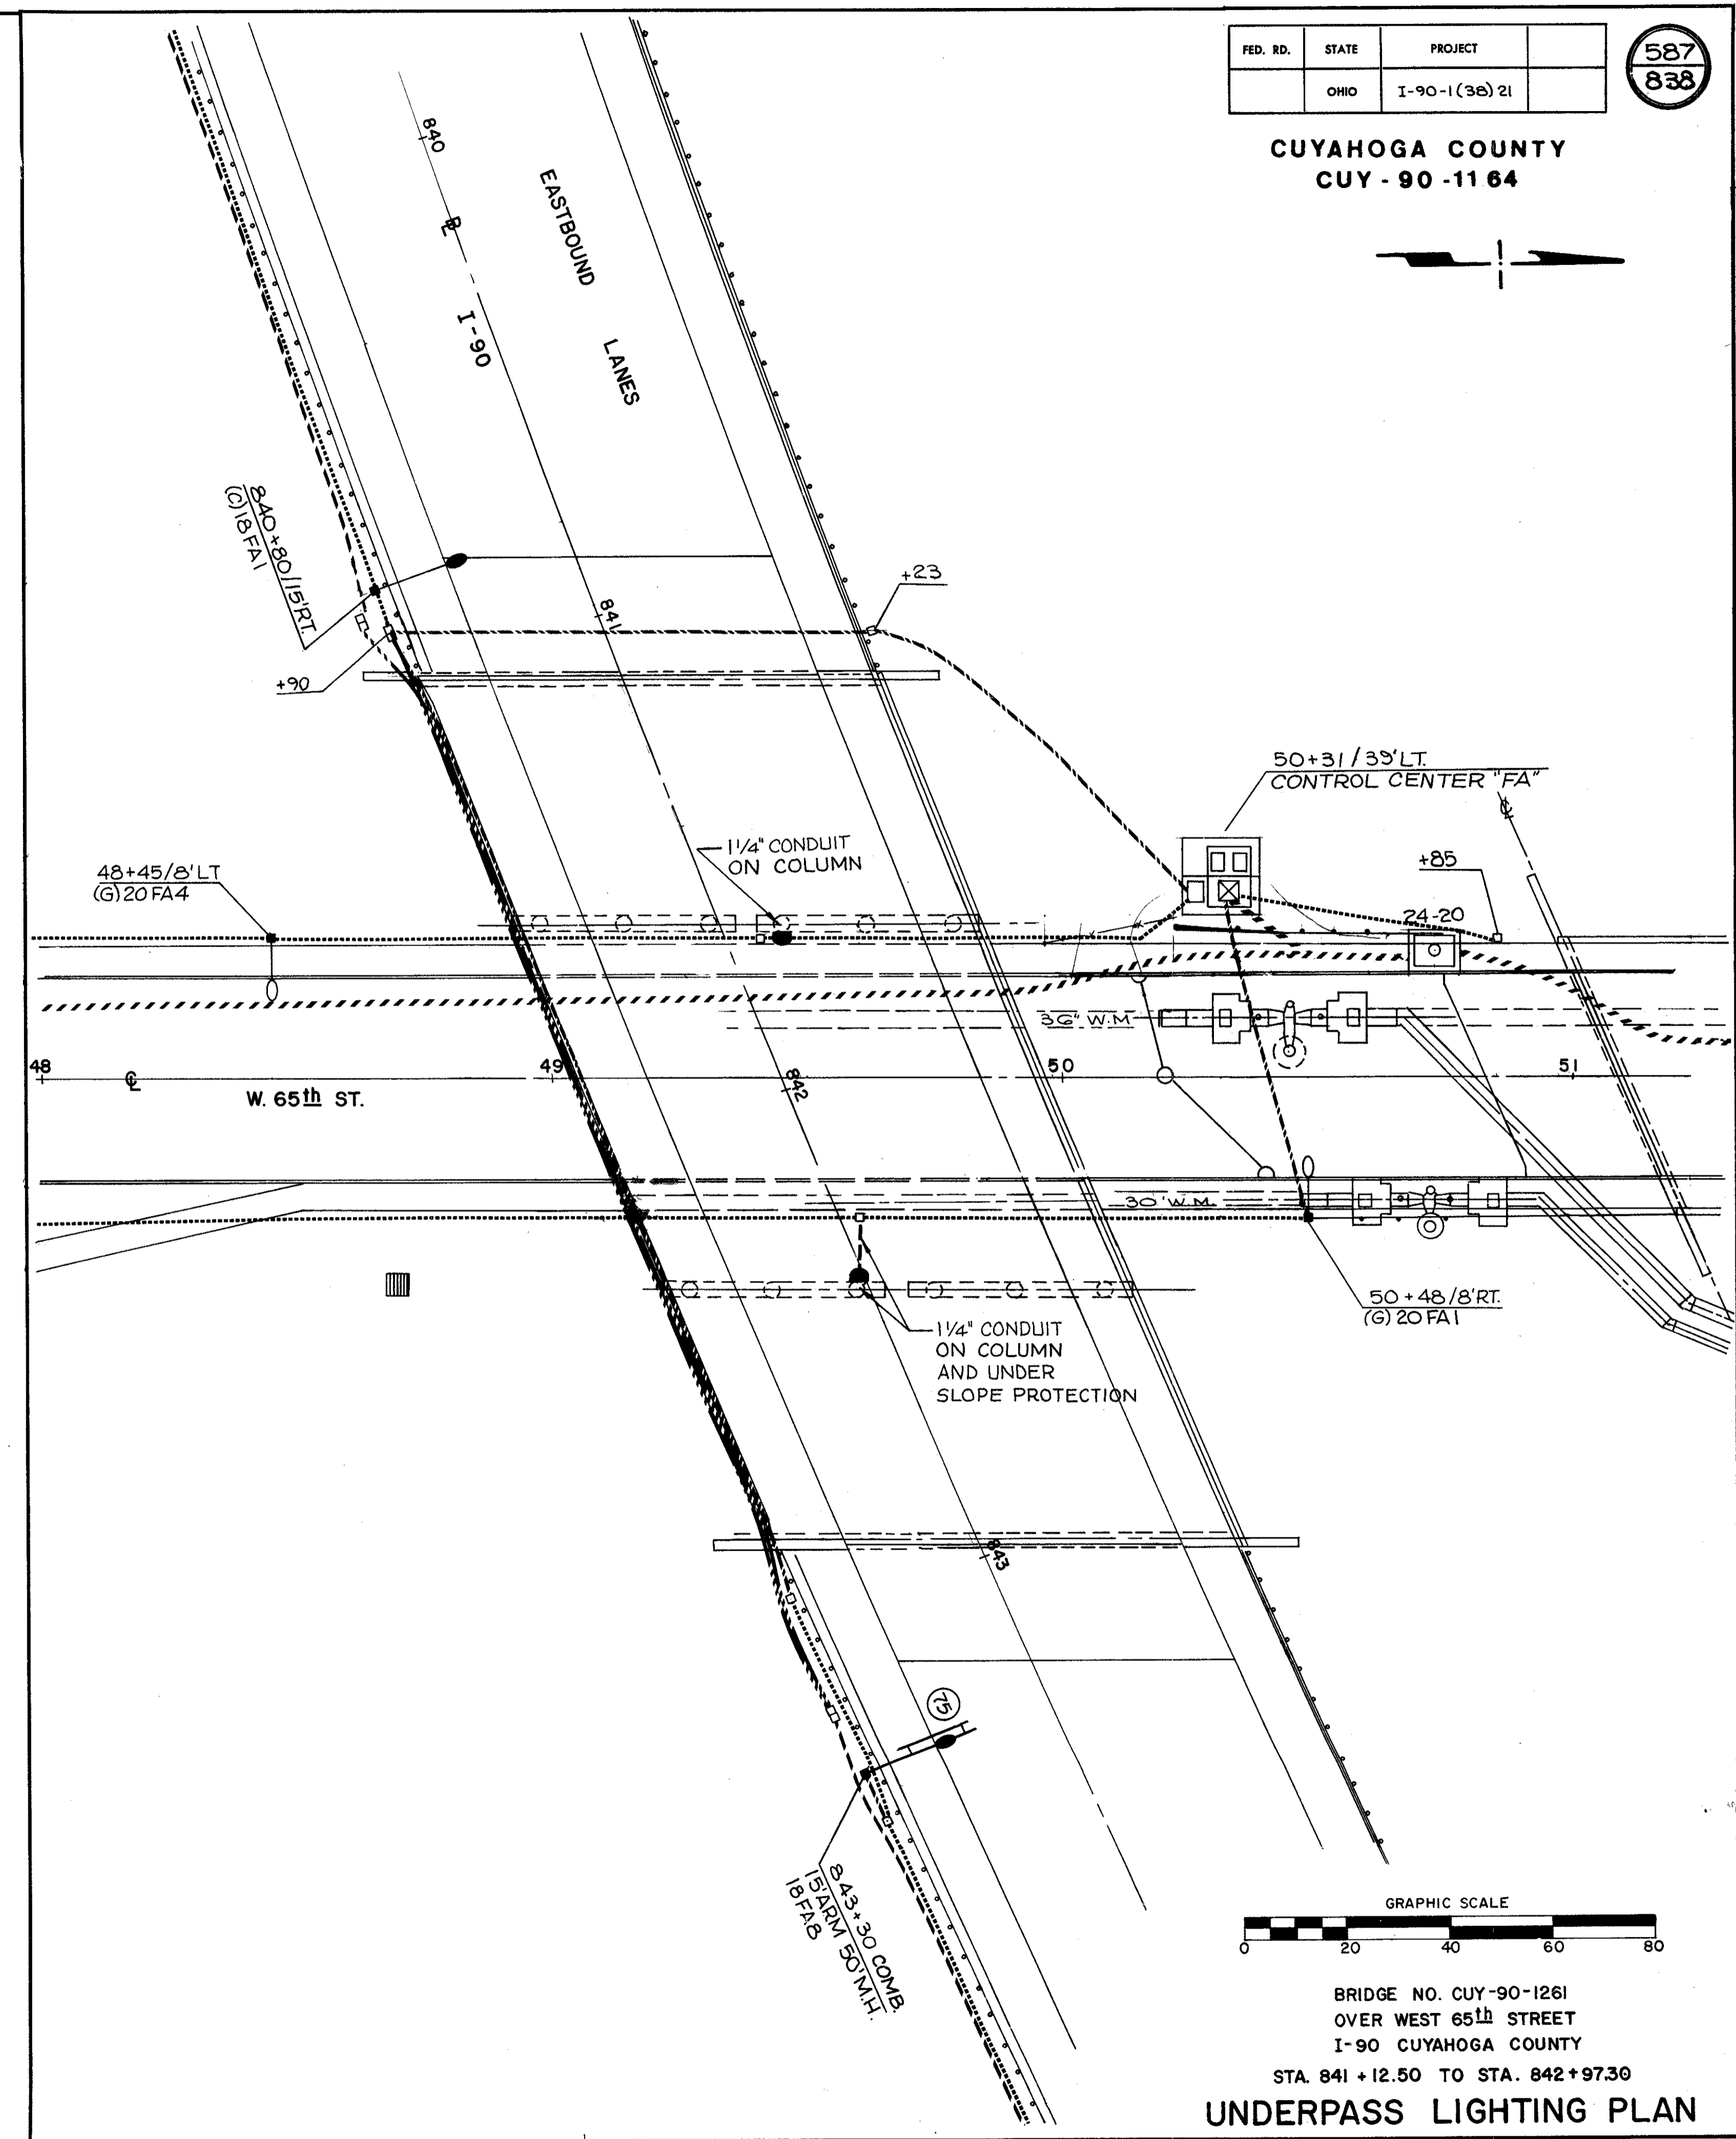 FED. RD. STATE PROJECT
OHIO I-90-1(38)21
587
838
CUYAHOGA COUNTY
CUY-90-11 64
840
℄
I-90
EASTBOUND
LANES
840+80/15'RT.
(C)18FA1
+90
841
+23
50+31/39'LT.
CONTROL CENTER "FA"
℄
+85
24-20
1 1/4" CONDUIT
ON COLUMN
48+45/8'LT
(G)20FA4
36" W.M
48
℄
49
842
50
51
W. 65th ST.
30' W.M.
50+48/8'RT.
(G)20FA1
1 1/4" CONDUIT
ON COLUMN
AND UNDER
SLOPE PROTECTION
843
75
843+30 COMB.
15'ARM 50'M.H.
18FA8
GRAPHIC SCALE
0 20 40 60 80
BRIDGE NO. CUY-90-1261
OVER WEST 65th STREET
I-90 CUYAHOGA COUNTY
STA. 841+12.50 TO STA. 842+97.30
UNDERPASS LIGHTING PLAN